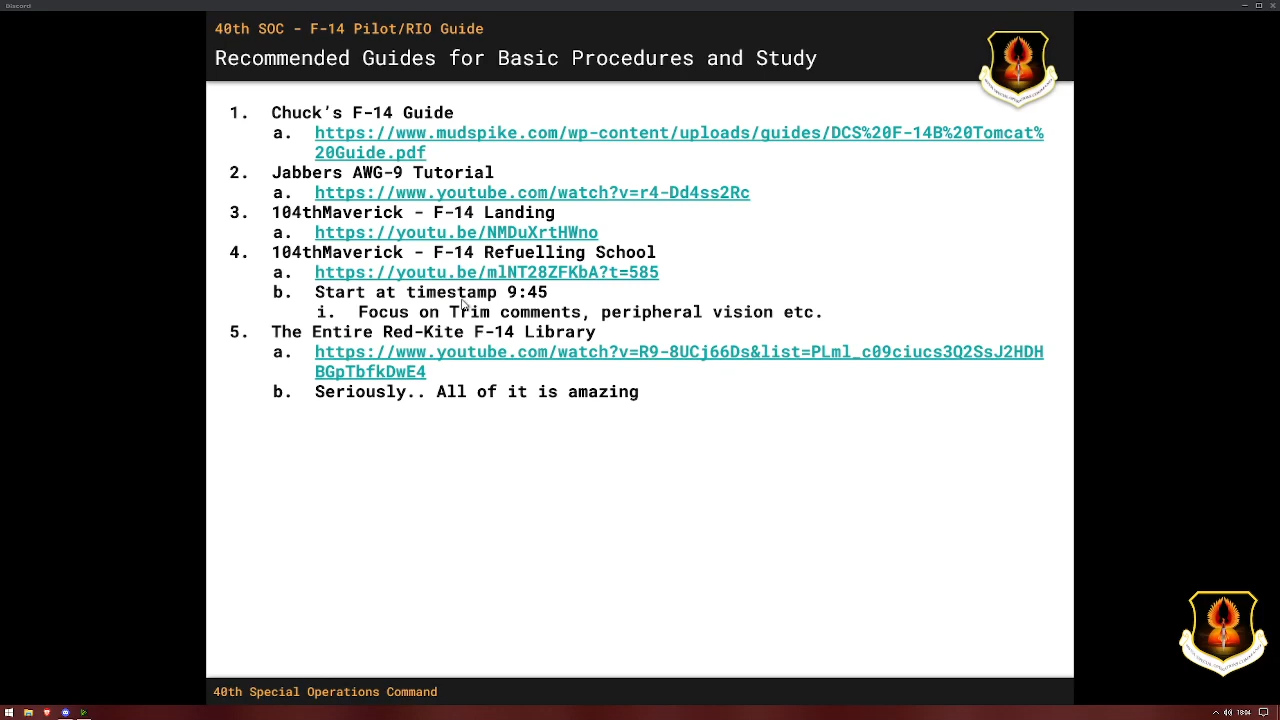 Discord
40th SOC - F-14 Pilot/RIO Guide
Recommended Guides for Basic Procedures and Study
1. Chuck’s F-14 Guide
a. https://www.mudspike.com/wp-content/uploads/guides/DCS%20F-14B%20Tomcat%
20Guide.pdf
2. Jabbers AWG-9 Tutorial
a. https://www.youtube.com/watch?v=r4-Dd4ss2Rc
3. 104thMaverick - F-14 Landing
a. https://youtu.be/NMDuXrtHWno
4. 104thMaverick - F-14 Refuelling School
a. https://youtu.be/mlNT28ZFKbA?t=585
b. Start at timestamp 9:45
i. Focus on Trim comments, peripheral vision etc.
5. The Entire Red-Kite F-14 Library
a. https://www.youtube.com/watch?v=R9-8UCj66Ds&list=PLml_c09ciucs3Q2SsJ2HDH
BGpTbfkDwE4
b. Seriously.. All of it is amazing
40th Special Operations Command
18:04